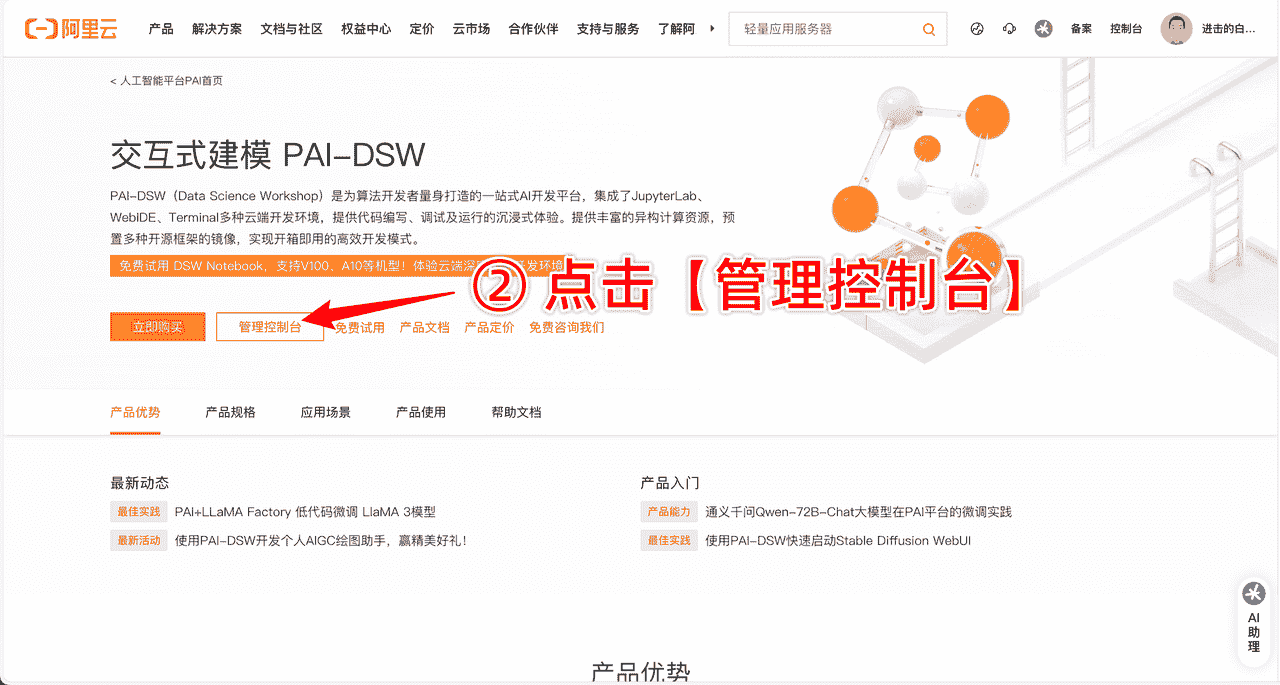 阿里云 产品 解决方案 文档与社区 权益中心 定价 云市场 合作伙伴 支持与服务 了解阿 轻量应用服务器 备案 控制台 进击的白...
< 人工智能平台PAI首页
交互式建模 PAI-DSW
PAI-DSW（Data Science Workshop）是为算法开发者量身打造的一站式AI开发平台，集成了JupyterLab、
WebIDE、Terminal多种云端开发环境，提供代码编写、调试及运行的沉浸式体验。提供丰富的异构计算资源，预
置多种开源框架的镜像，实现开箱即用的高效开发模式。
免费试用 DSW Notebook，支持V100、A10等机型！体验云端深 发环境
② 点击【管理控制台】
立即购买 管理控制台 免费试用 产品文档 产品定价 免费咨询我们
产品优势 产品规格 应用场景 产品使用 帮助文档
最新动态
最佳实践 PAI+LLaMA Factory 低代码微调 LlaMA 3模型
最新活动 使用PAI-DSW开发个人AIGC绘图助手，赢精美好礼！
产品入门
产品能力 通义千问Qwen-72B-Chat大模型在PAI平台的微调实践
最佳实践 使用PAI-DSW快速启动Stable Diffusion WebUI
AI
助
理
产品优势